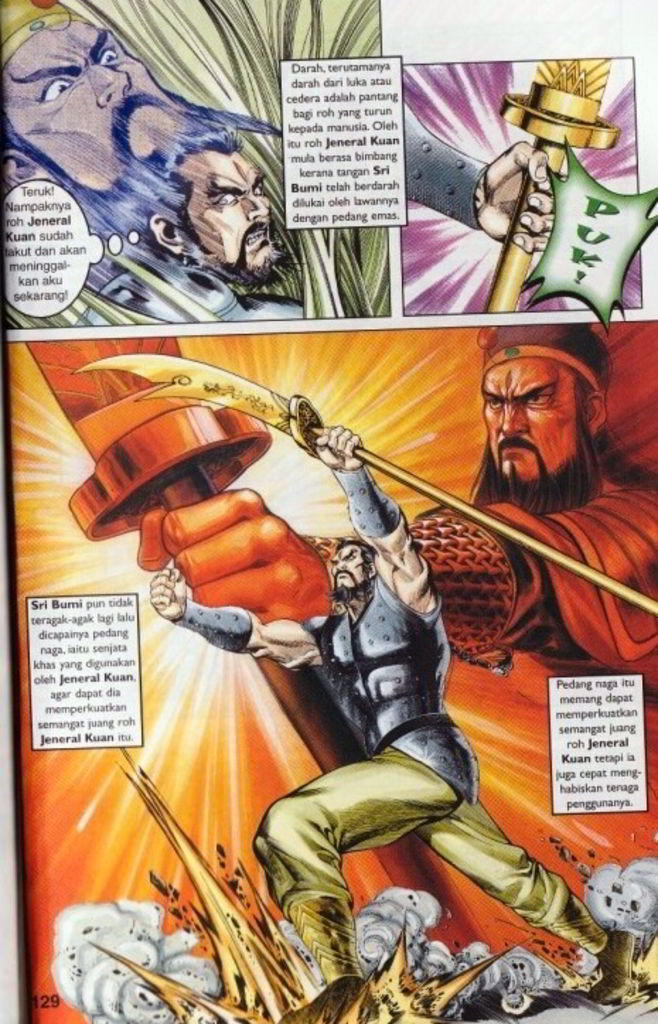 Teruk!
Nampaknya
roh Jeneral
Kuan sudah
takut dan akan
meninggal-
kan aku
sekarang!
Darah, terutamanya
darah dari luka atau
cedera adalah pantang
bagi roh yang turun
kepada manusia. Oleh
itu roh Jeneral Kuan
mula berasa bimbang
kerana tangan Sri
Bumi telah berdarah
dilukai oleh lawannya
dengan pedang emas.
PUK!
Sri Bumi pun tidak
teragak-agak lagi lalu
dicapainya pedang
naga, iaitu senjata
khas yang digunakan
oleh Jeneral Kuan,
agar dapat dia
memperkuatkan
semangat juang roh
Jeneral Kuan itu.
Pedang naga itu
memang dapat
memperkuatkan
semangat juang
roh Jeneral
Kuan tetapi ia
juga cepat meng-
habiskan tenaga
penggunanya.
129